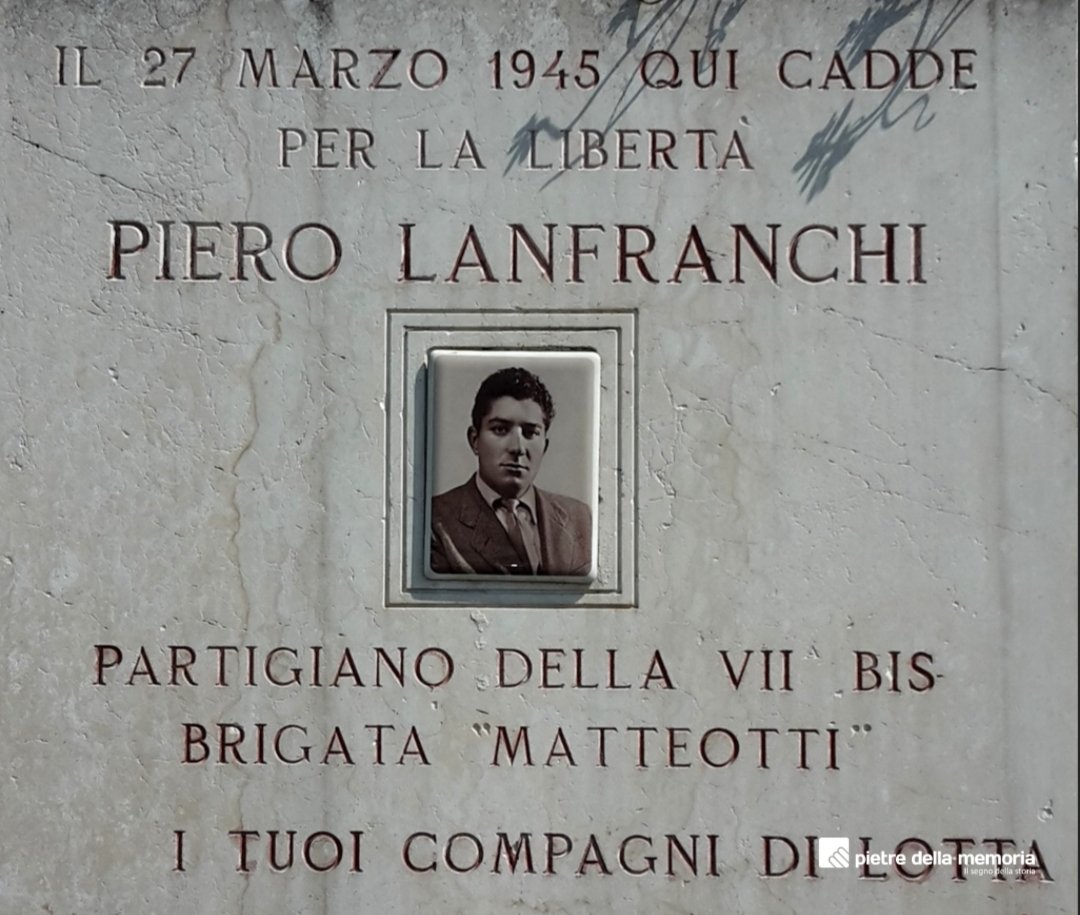 IL 27 MARZO 1945 QUI CADDE
PER LA LIBERTÀ
PIERO LANFRANCHI
PARTIGIANO DELLA VIIᴬ BIS-
BRIGATA "MATTEOTTI"
I TUOI COMPAGNI DI LOTTA
pietre della memoria
Il segno della storia